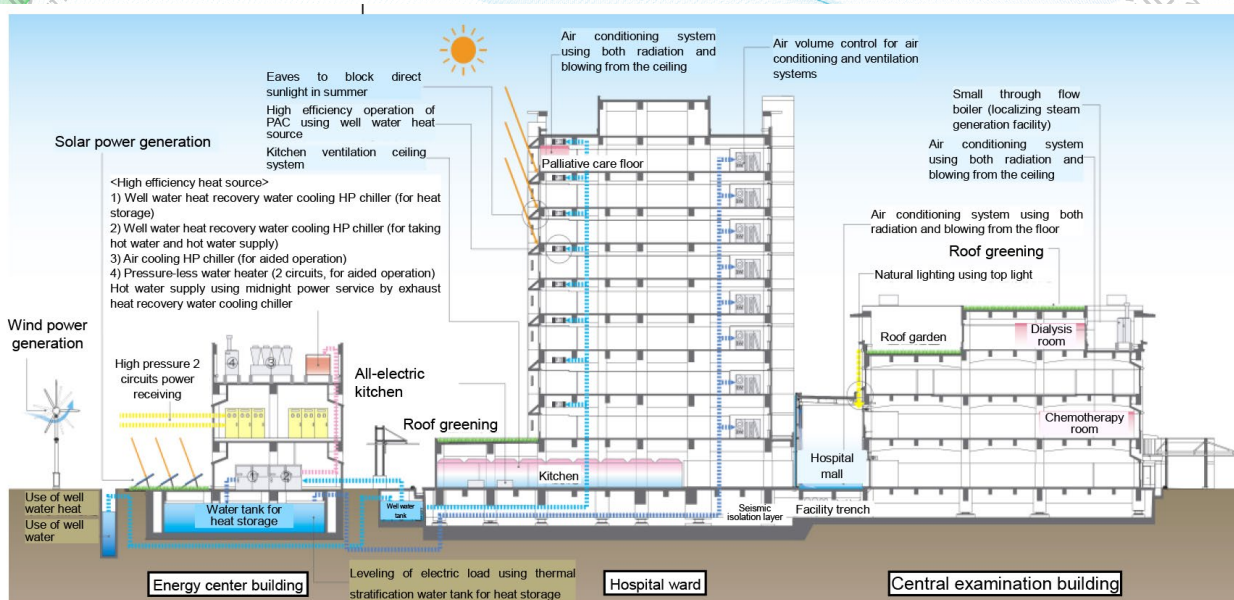 Air conditioning system
using both radiation and
blowing from the ceiling
Air volume control for air
conditioning and ventilation
systems
Eaves to block direct
sunlight in summer
High efficiency operation of
PAC using well water heat
source
Kitchen ventilation ceiling
system
Small through flow
boiler (localizing steam
generation facility)
Air conditioning system
using both radiation and
blowing from the ceiling
Solar power generation
<High efficiency heat source>
1) Well water heat recovery water cooling HP chiller (for heat
storage)
2) Well water heat recovery water cooling HP chiller (for taking
hot water and hot water supply)
3) Air cooling HP chiller (for aided operation)
4) Pressure-less water heater (2 circuits, for aided operation)
Hot water supply using midnight power service by exhaust
heat recovery water cooling chiller
Palliative care floor
Air conditioning system using both
radiation and blowing from the floor
Roof greening
Natural lighting using top light
Wind power
generation
High pressure 2
circuits power
receiving
④
③
All-electric
kitchen
Roof greening
Roof garden
Dialysis
room
Chemotherapy
room
Kitchen
Hospital
mall
①
②
Use of well
water heat
Use of well
water
Water tank for
heat storage
Well water
tank
Seismic
isolation layer
Facility trench
Energy center building
Leveling of electric load using thermal
stratification water tank for heat storage
Hospital ward
Central examination building